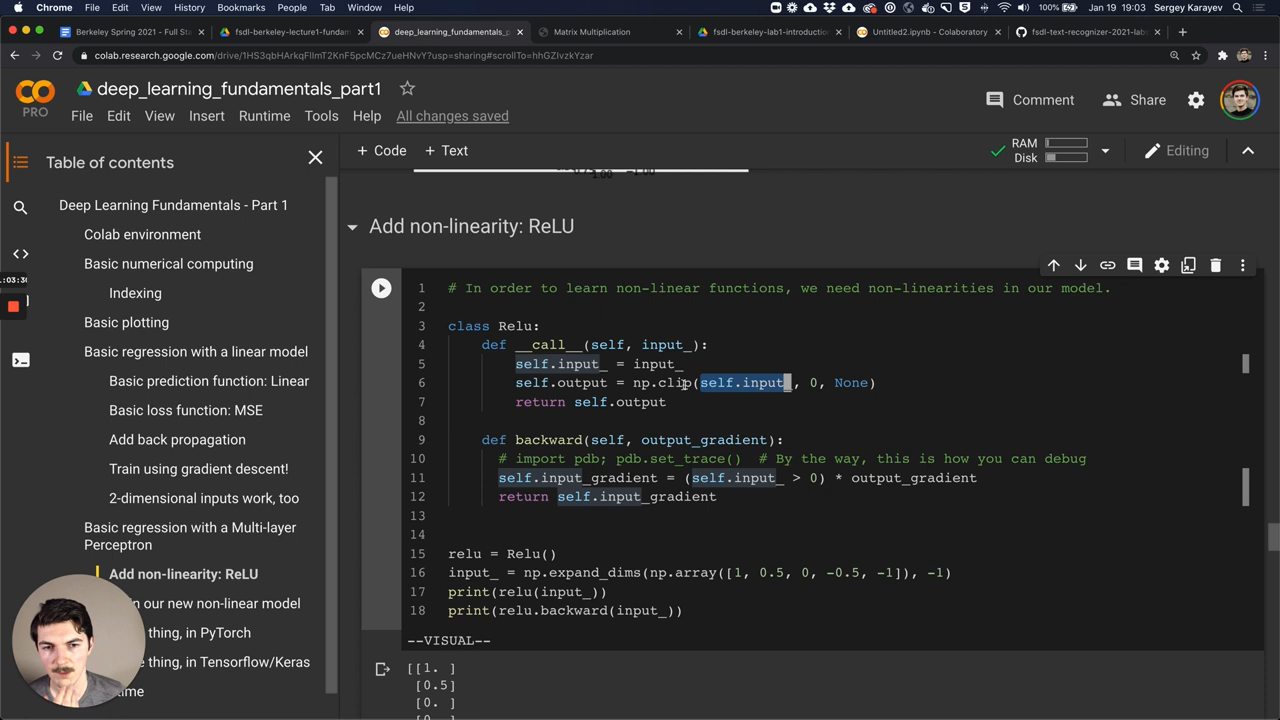 Chrome File Edit View History Bookmarks People Tab Window Help 100% Jan 19 19:03 Sergey Karayev
Berkeley Spring 2021 - Full Sta
fsdl-berkeley-lecture1-fundam
deep_learning_fundamentals_p
Matrix Multiplication
fsdl-berkeley-lab1-introduction
Untitled2.ipynb - Colaboratory
fsdl-text-recognizer-2021-labs
colab.research.google.com/drive/1HS3qbHArkqFIlmT2KnF5pcMCz7ueHNvY?usp=sharing#scrollTo=hhGZIvzkYzar
PRO
deep_learning_fundamentals_part1
File Edit View Insert Runtime Tools Help All changes saved
Comment Share
+ Code + Text
RAM
Disk
Editing
Table of contents
Deep Learning Fundamentals - Part 1
Colab environment
Basic numerical computing
Indexing
Basic plotting
Basic regression with a linear model
Basic prediction function: Linear
Basic loss function: MSE
Add back propagation
Train using gradient descent!
2-dimensional inputs work, too
Basic regression with a Multi-layer
Perceptron
Add non-linearity: ReLU
n our new non-linear model
thing, in PyTorch
e thing, in Tensorflow/Keras
time
1:03:30
1.00 -1.00
Add non-linearity: ReLU
1 # In order to learn non-linear functions, we need non-linearities in our model.
2
3 class Relu:
4 def __call__(self, input_):
5 self.input_ = input_
6 self.output = np.clip(self.input_, 0, None)
7 return self.output
8
9 def backward(self, output_gradient):
10 # import pdb; pdb.set_trace() # By the way, this is how you can debug
11 self.input_gradient = (self.input_ > 0) * output_gradient
12 return self.input_gradient
13
14
15 relu = Relu()
16 input_ = np.expand_dims(np.array([1, 0.5, 0, -0.5, -1]), -1)
17 print(relu(input_))
18 print(relu.backward(input_))
--VISUAL--
[[1. ]
[0.5]
[0. ]